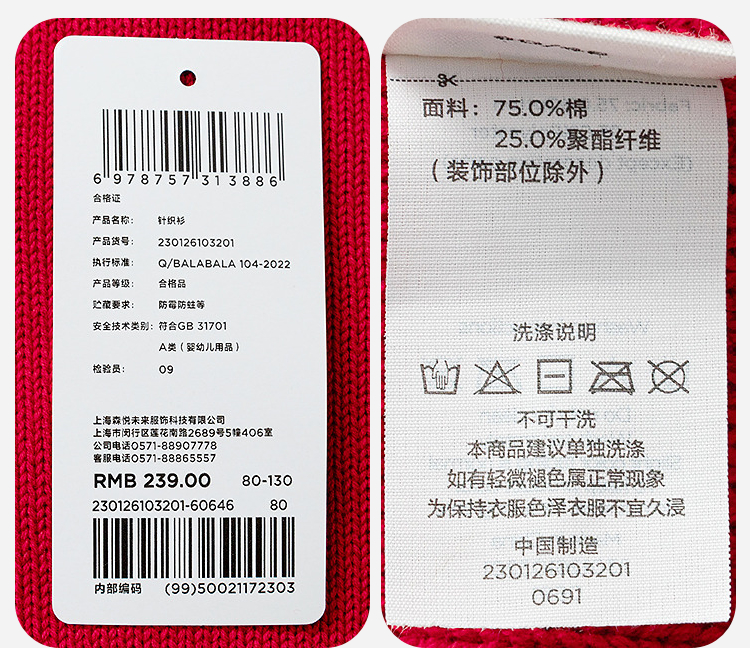 6 978757 313886
合格证
产品名称： 针织衫
产品货号： 230126103201
执行标准： Q/BALABALA 104-2022
产品等级： 合格品
贮藏要求： 防霉防蛀等
安全技术类别：符合GB 31701
A类（婴幼儿用品）
检验员： 09
上海森悦未来服饰科技有限公司
上海市闵行区莲花南路2689号5幢406室
公司电话0571-88907778
客服电话0571-88865557
RMB 239.00 80-130
230126103201-60646 80
内部编码 (99)50021172303
面料：75.0%棉
25.0%聚酯纤维
（装饰部位除外）
洗涤说明
不可干洗
本商品建议单独洗涤
如有轻微褪色属正常现象
为保持衣服色泽衣服不宜久浸
中国制造
230126103201
0691